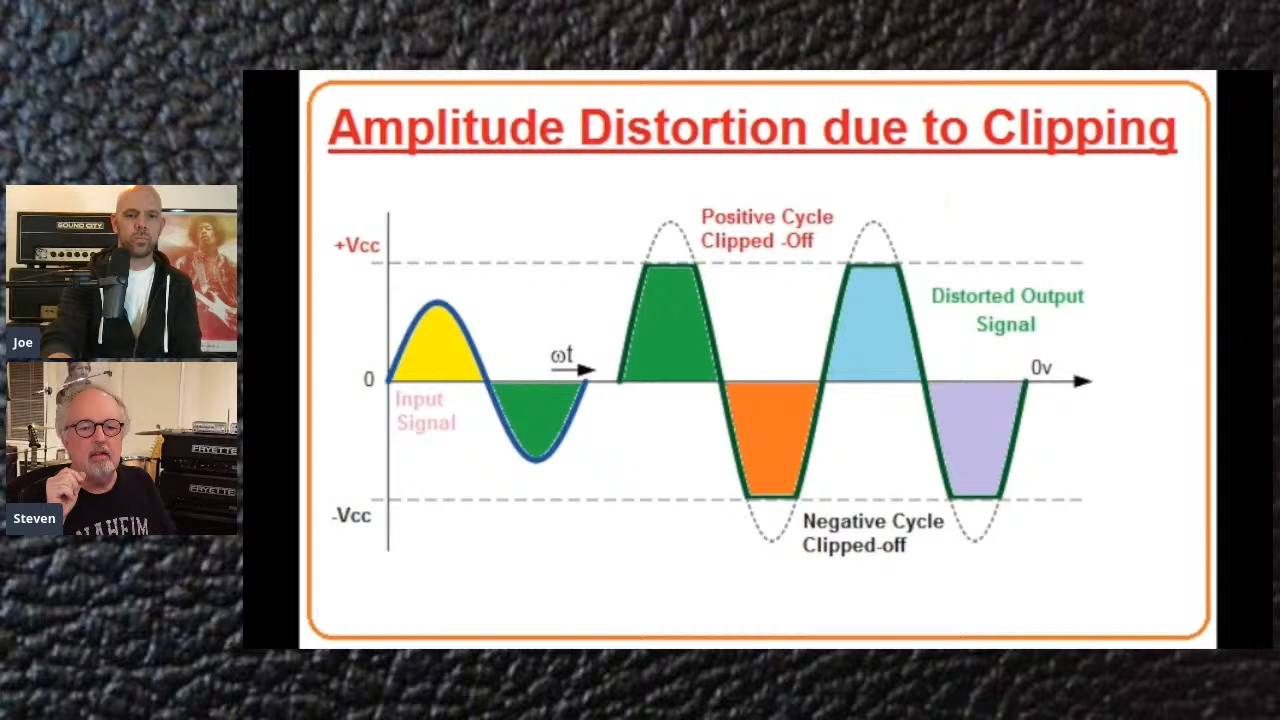 Amplitude Distortion due to Clipping
Positive Cycle
Clipped -Off
+Vcc
Distorted Output
Signal
ωt
0
0v
Input
Signal
-Vcc
Negative Cycle
Clipped-off
SOUND CITY
Joe
FRYETTE
FRYETTE
Steven